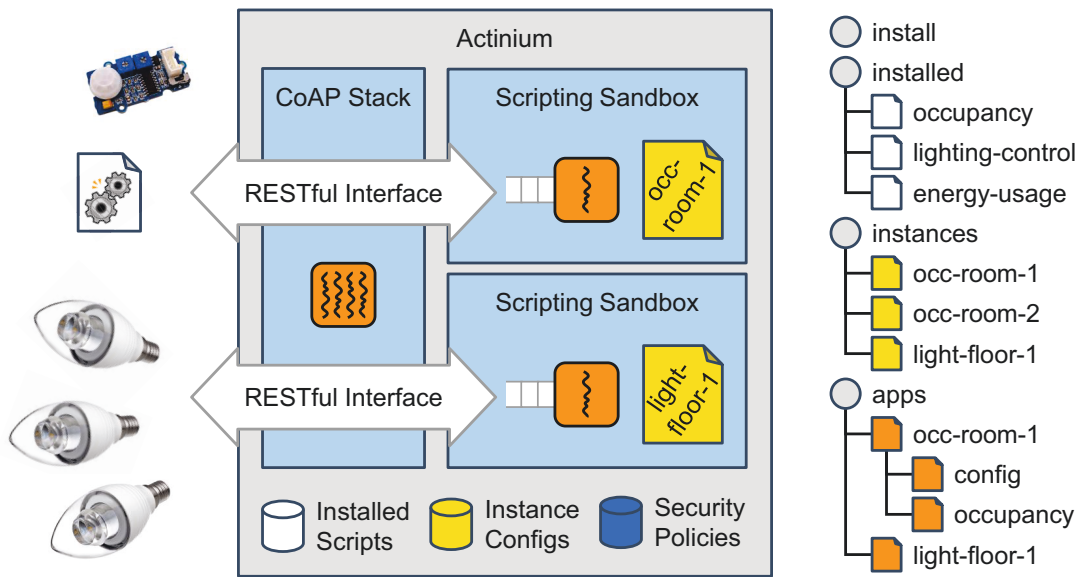 Actinium
CoAP Stack
Scripting Sandbox
RESTful Interface
occ-
room-1
Scripting Sandbox
RESTful Interface
light-
floor-1
Installed
Scripts
Instance
Configs
Security
Policies
install
installed
occupancy
lighting-control
energy-usage
instances
occ-room-1
occ-room-2
light-floor-1
apps
occ-room-1
config
occupancy
light-floor-1